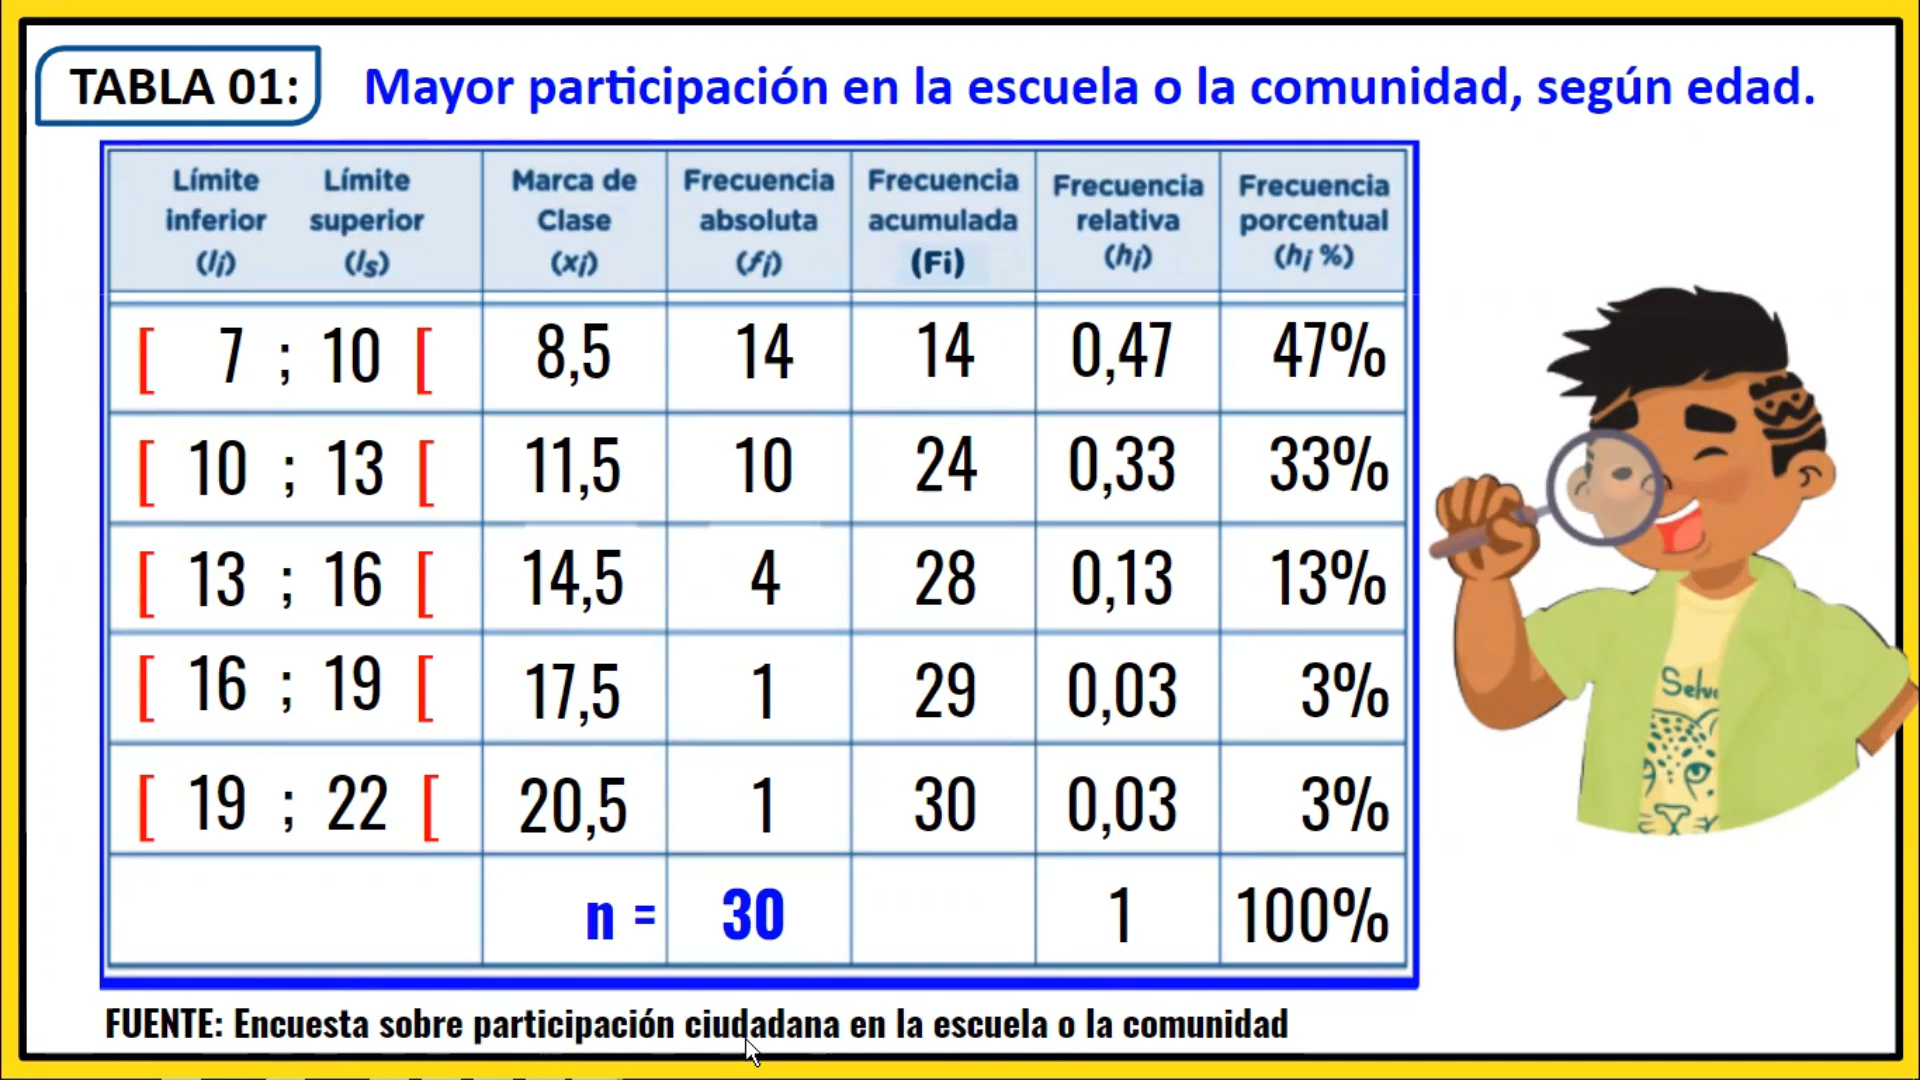 TABLA 01: Mayor participación en la escuela o la comunidad, según edad.
Límite inferior (li) Límite superior (ls) Marca de Clase (xi) Frecuencia absoluta (fi) Frecuencia acumulada (Fi) Frecuencia relativa (hi) Frecuencia porcentual (hi %)
[ 7 ; 10 [ 8,5 14 14 0,47 47%
[ 10 ; 13 [ 11,5 10 24 0,33 33%
[ 13 ; 16 [ 14,5 4 28 0,13 13%
[ 16 ; 19 [ 17,5 1 29 0,03 3%
[ 19 ; 22 [ 20,5 1 30 0,03 3%
n = 30 1 100%
FUENTE: Encuesta sobre participación ciudadana en la escuela o la comunidad